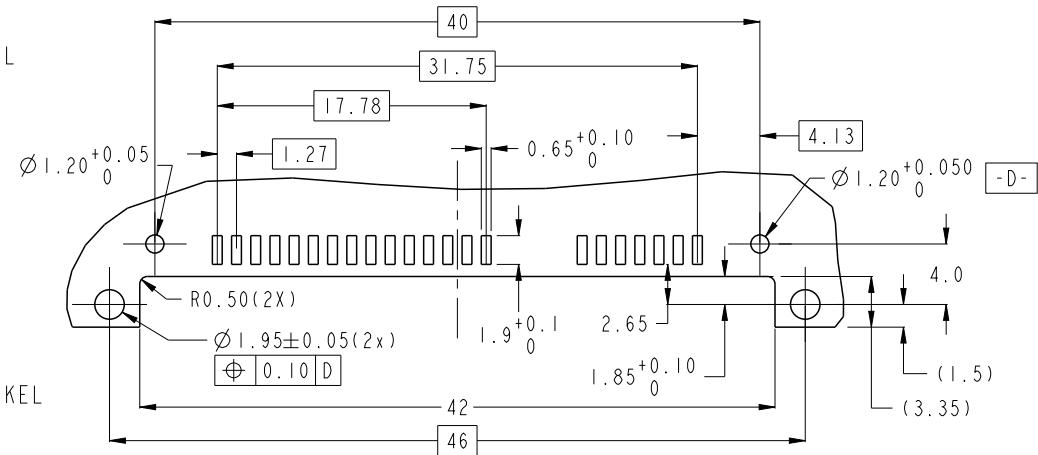 40
L
31.75
17.78
Ø1.20 +0.05 0
1.27
0.65 +0.10 0
4.13
Ø1.20 +0.050 0
-D-
4.0
R0.50(2X)
1.9 +0.1 0
2.65
Ø1.95±0.05(2x)
⌖ 0.10 D
1.85 +0.10 0
(1.5)
KEL
42
(3.35)
46